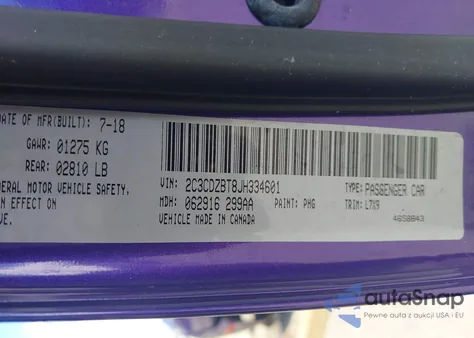 DATE OF MFR(BUILT): 7-18
GAWR: 01275 KG
REAR: 02810 LB
ERAL MOTOR VEHICLE SAFETY,
N EFFECT ON
VE.
VIN: 2C3CDZBT8JH334601
TYPE: PASSENGER CAR
MDH: 062916 299AA
PAINT: PHG
TRIM: L7X9
VEHICLE MADE IN CANADA
4658843
autoSnap
Pewne auta z aukcji USA i EU